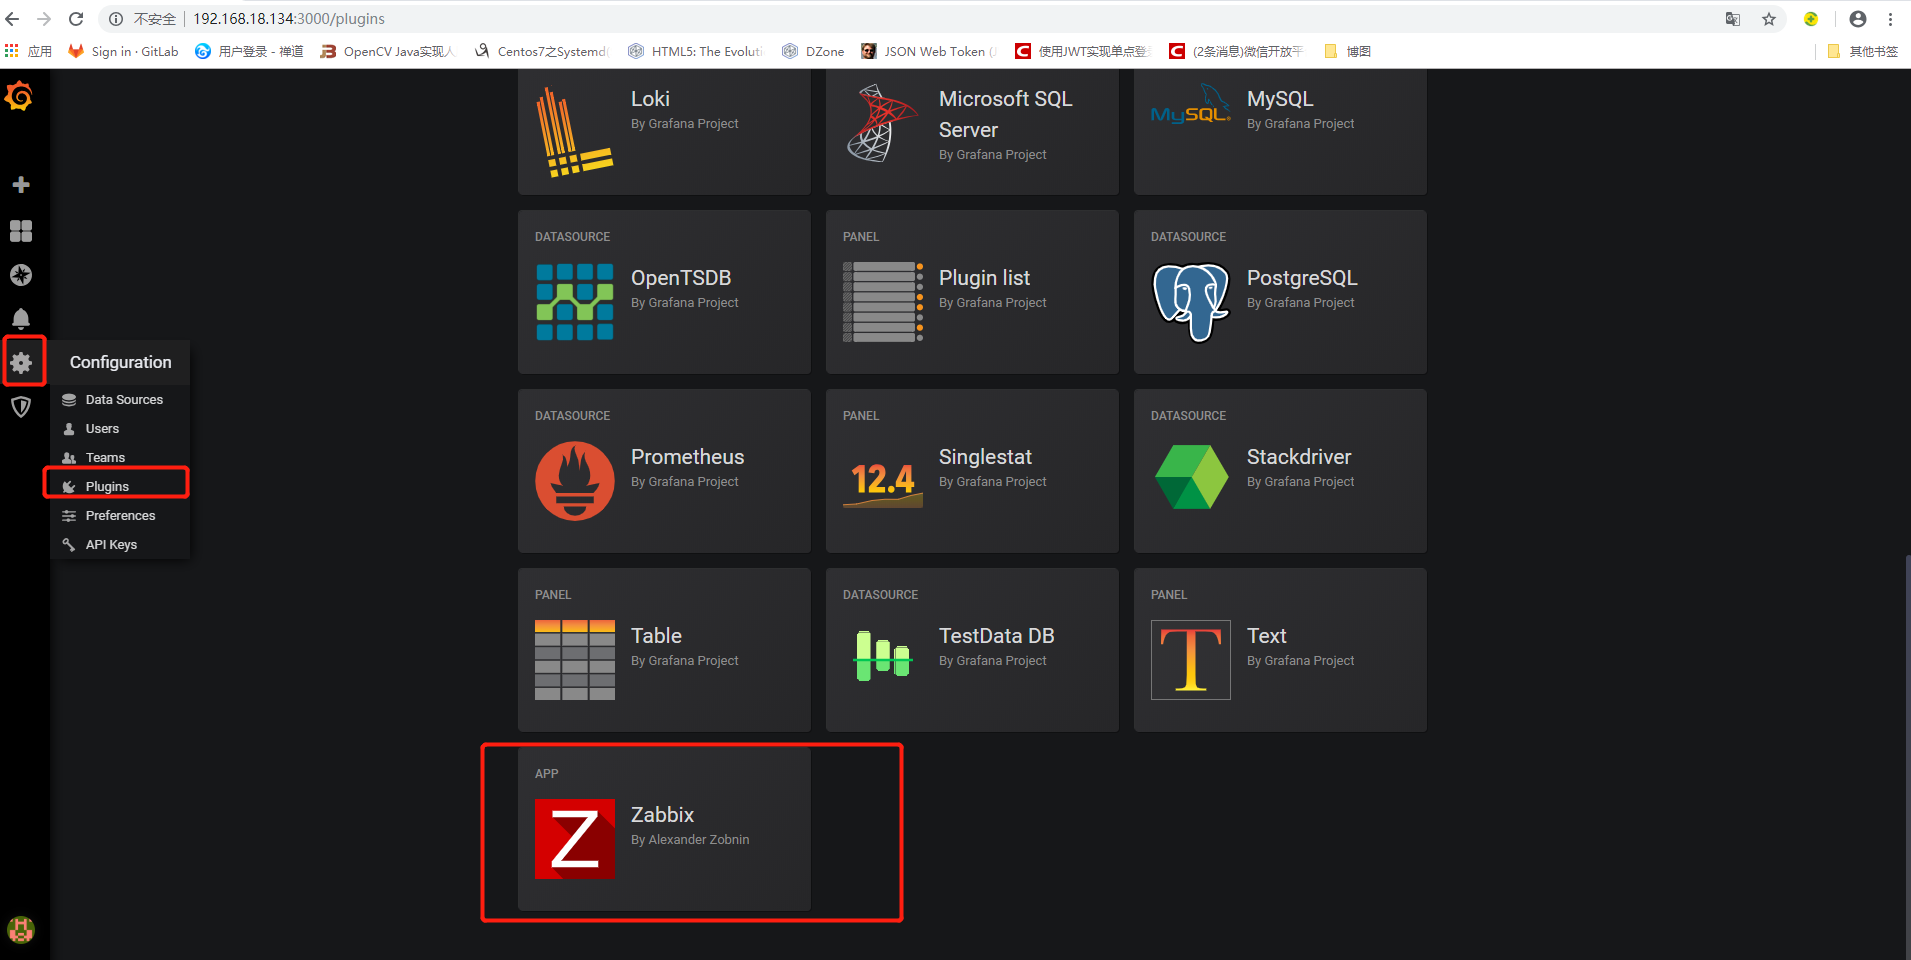 不安全 192.168.18.134:3000/plugins
应用 Sign in · GitLab 用户登录 - 禅道 OpenCV Java实现人 Centos7之Systemd( HTML5: The Evoluti DZone JSON Web Token (J 使用JWT实现单点登 (2条消息)微信开放平 博图 其他书签
Loki
By Grafana Project
Microsoft SQL
Server
By Grafana Project
MySQL
MySQL
By Grafana Project
Configuration
Data Sources
Users
Teams
Plugins
Preferences
API Keys
DATASOURCE
OpenTSDB
By Grafana Project
PANEL
Plugin list
By Grafana Project
DATASOURCE
PostgreSQL
By Grafana Project
DATASOURCE
Prometheus
By Grafana Project
PANEL
12.4
Singlestat
By Grafana Project
DATASOURCE
Stackdriver
By Grafana Project
PANEL
Table
By Grafana Project
DATASOURCE
TestData DB
By Grafana Project
PANEL
T
Text
By Grafana Project
APP
Z
Zabbix
By Alexander Zobnin